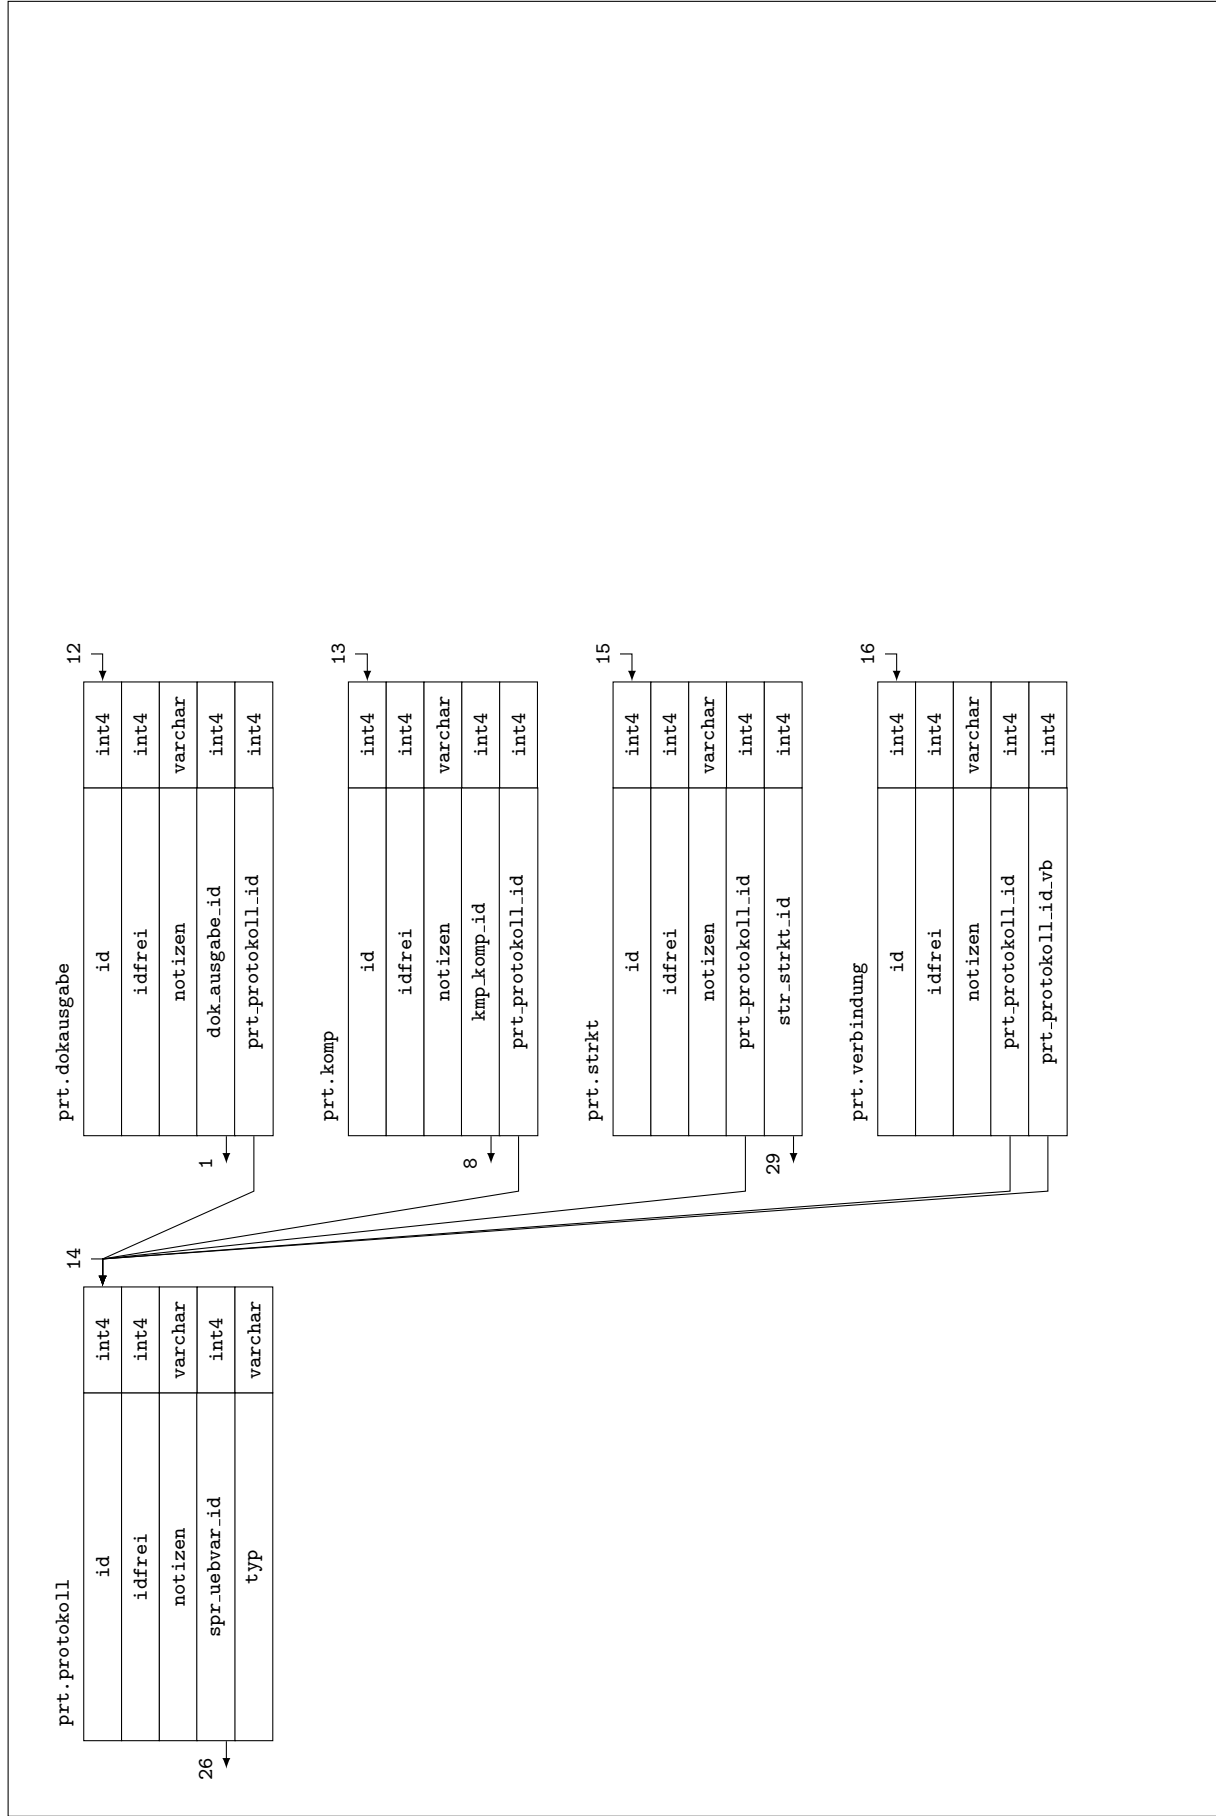 prt.protokoll
14
id int4
idfrei int4
notizen varchar
26
spr_uebvar_id int4
typ varchar
prt.dokausgabe
12
id int4
idfrei int4
notizen varchar
1
dok_ausgabe_id int4
prt_protokoll_id int4
prt.komp
13
id int4
idfrei int4
notizen varchar
8
kmp_komp_id int4
prt_protokoll_id int4
prt.strkt
15
id int4
idfrei int4
notizen varchar
prt_protokoll_id int4
29
str_strkt_id int4
prt.verbindung
16
id int4
idfrei int4
notizen varchar
prt_protokoll_id int4
prt_protokoll_id_vb int4